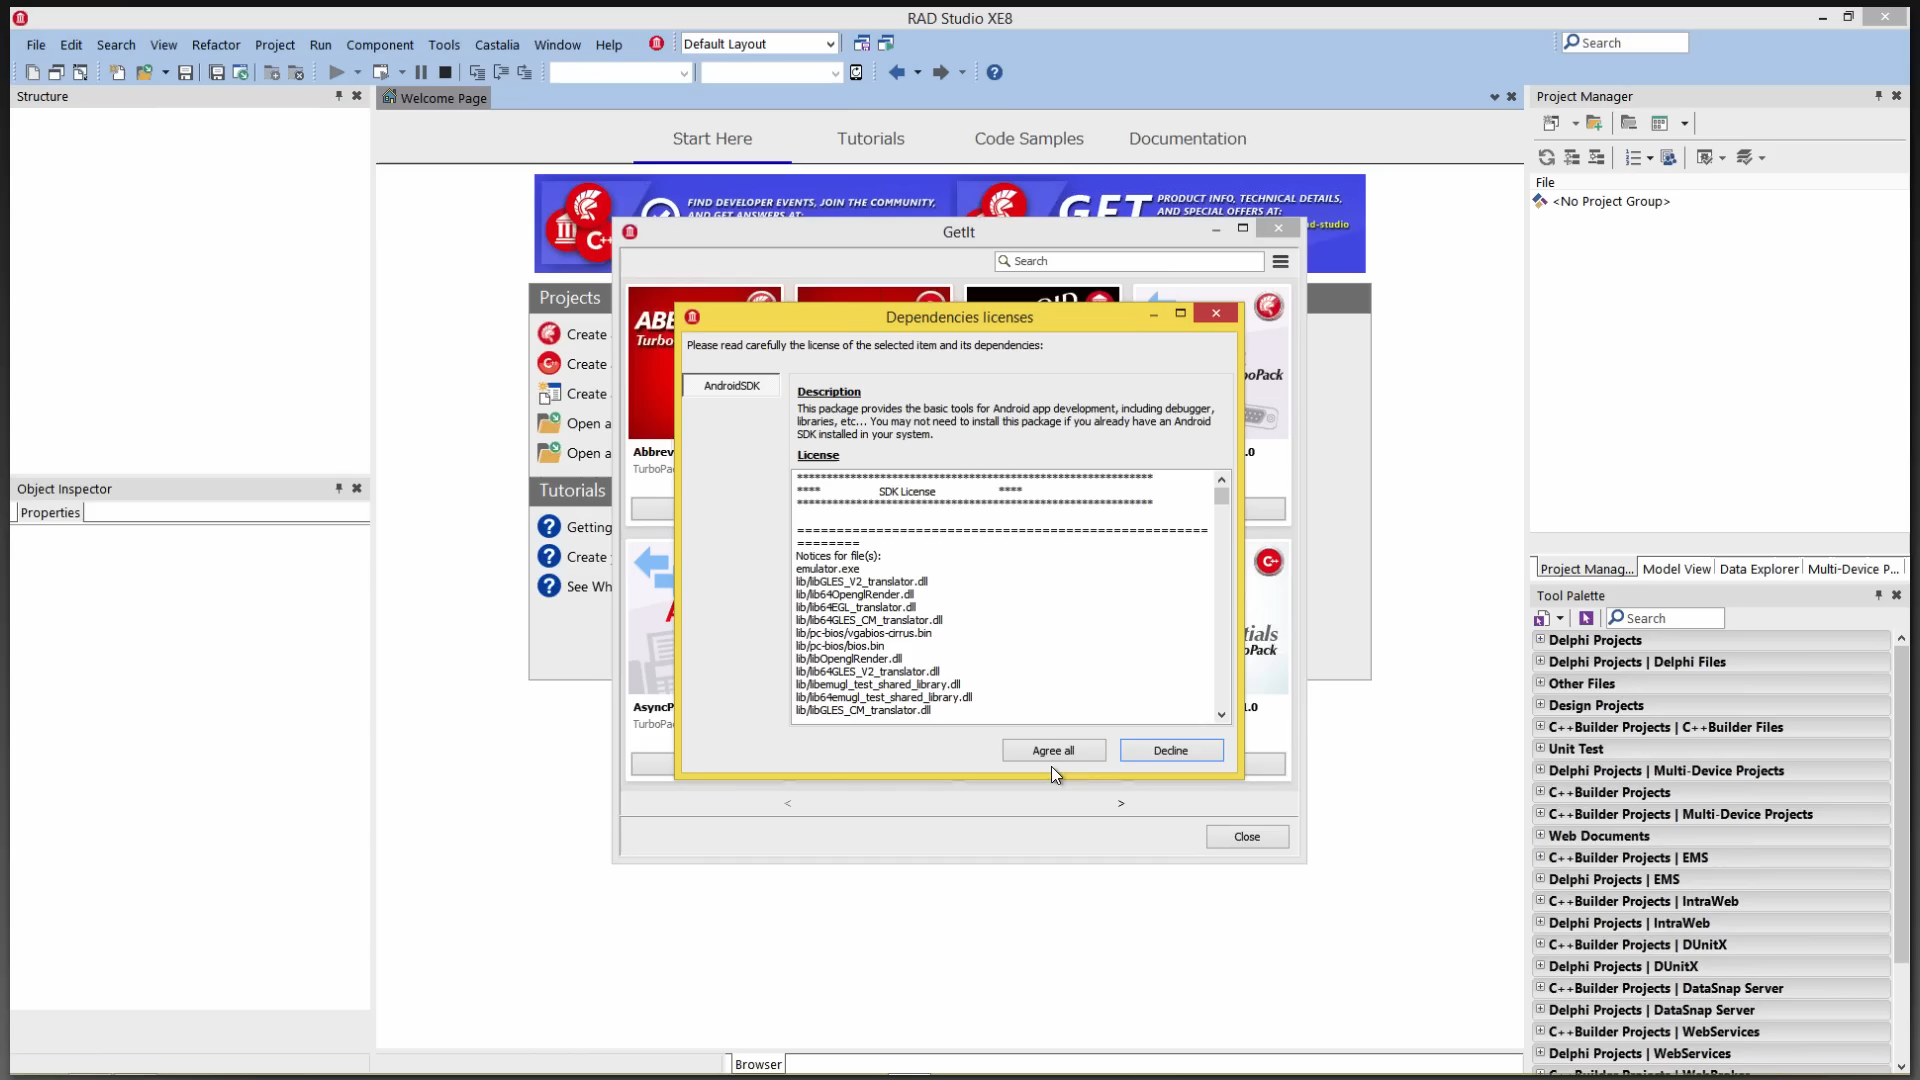 RAD Studio XE8
File Edit Search View Refactor Project Run Component Tools Castalia Window Help Default Layout Search
Structure
Welcome Page
Project Manager
Start Here Tutorials Code Samples Documentation
FIND DEVELOPER EVENTS, JOIN THE COMMUNITY,
AND GET ANSWERS AT:
GET
PRODUCT INFO, TECHNICAL DETAILS,
AND SPECIAL OFFERS AT:
File
<No Project Group>
GetIt
Search
Projects
Create
Create
Create
Open a
Open a
Tutorials
Getting
Create
See Wh
Dependencies licenses
Please read carefully the license of the selected item and its dependencies:
AndroidSDK
Description
This package provides the basic tools for Android app development, including debugger,
libraries, etc... You may not need to install this package if you already have an Android
SDK installed in your system.
License
*************************************************************
**** SDK License ****
*************************************************************
====================================================
========
Notices for file(s):
emulator.exe
lib/libGLES_V2_translator.dll
lib/lib64OpenglRender.dll
lib/lib64EGL_translator.dll
lib/lib64GLES_CM_translator.dll
lib/pc-bios/vgabios-cirrus.bin
lib/pc-bios/bios.bin
lib/libOpenglRender.dll
lib/lib64GLES_V2_translator.dll
lib/libemugl_test_shared_library.dll
lib/lib64emugl_test_shared_library.dll
lib/libGLES_CM_translator.dll
Agree all Decline
< >
Close
Object Inspector
Properties
Project Manag... Model View Data Explorer Multi-Device P...
Tool Palette
Search
Delphi Projects
Delphi Projects | Delphi Files
Other Files
Design Projects
C++Builder Projects | C++Builder Files
Unit Test
Delphi Projects | Multi-Device Projects
C++Builder Projects
C++Builder Projects | Multi-Device Projects
Web Documents
C++Builder Projects | EMS
Delphi Projects | EMS
C++Builder Projects | IntraWeb
Delphi Projects | IntraWeb
C++Builder Projects | DUnitX
Delphi Projects | DUnitX
C++Builder Projects | DataSnap Server
Delphi Projects | DataSnap Server
C++Builder Projects | WebServices
Delphi Projects | WebServices
Browser